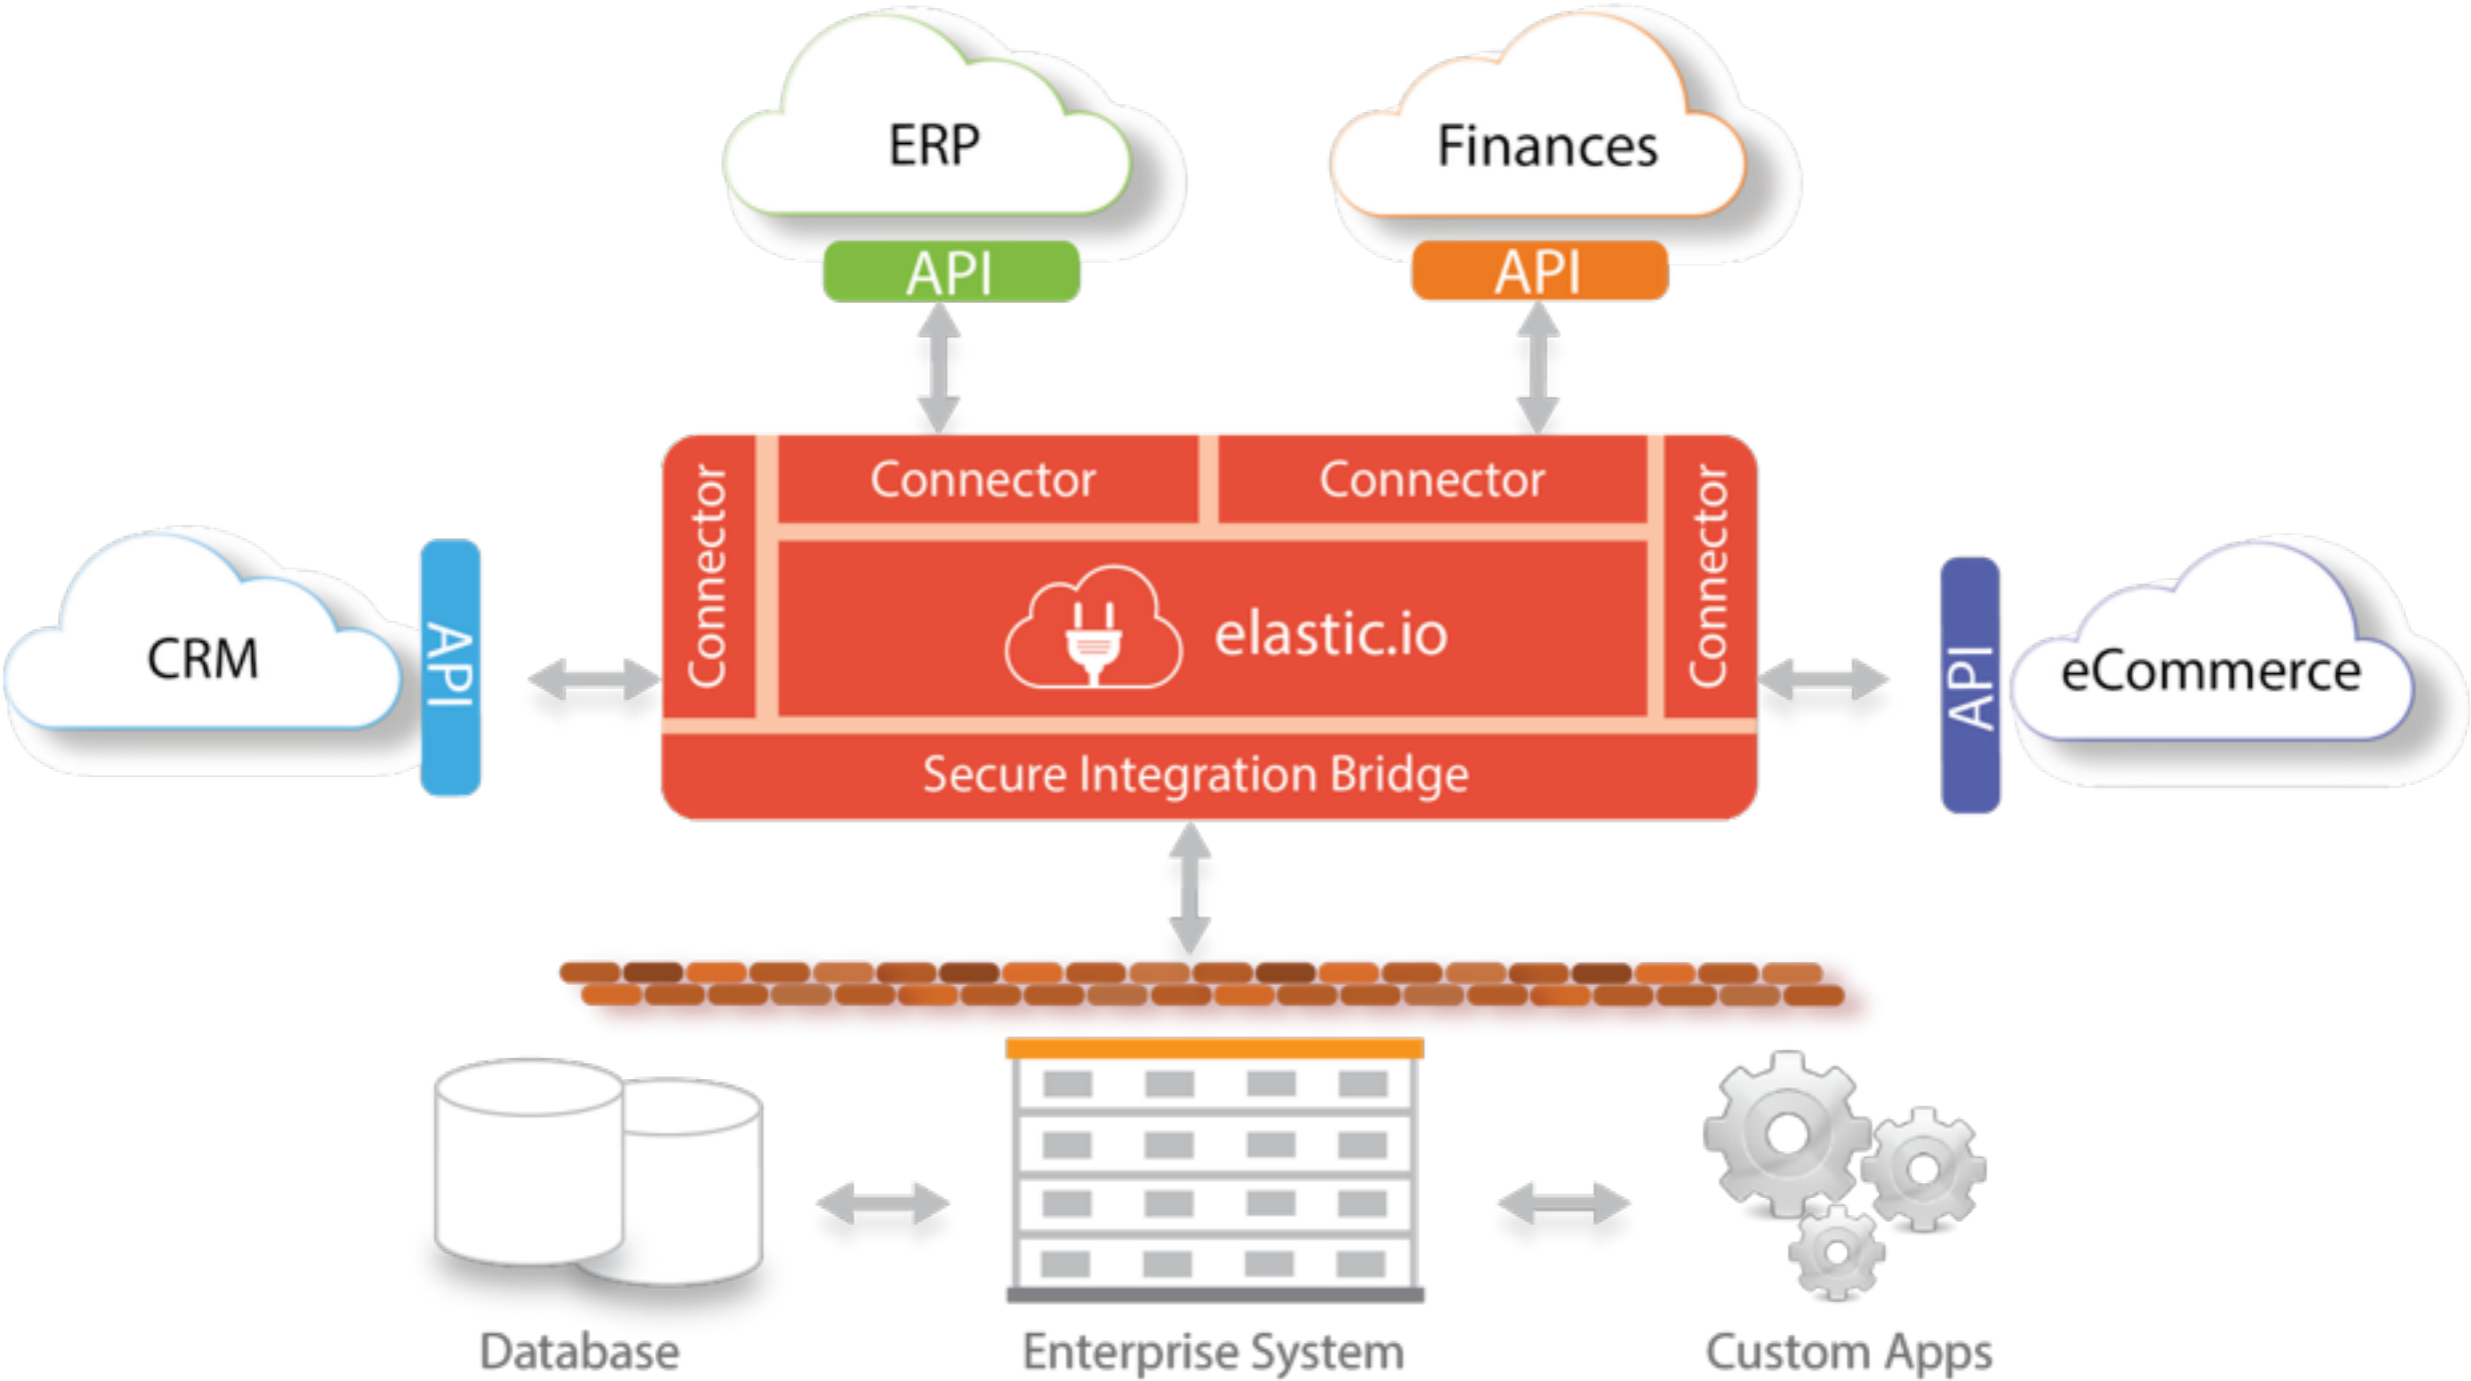 ERP
Finances
API
API
Connector
Connector
Connector
Connector
elastic.io
CRM
API
API
eCommerce
Secure Integration Bridge
Database
Enterprise System
Custom Apps